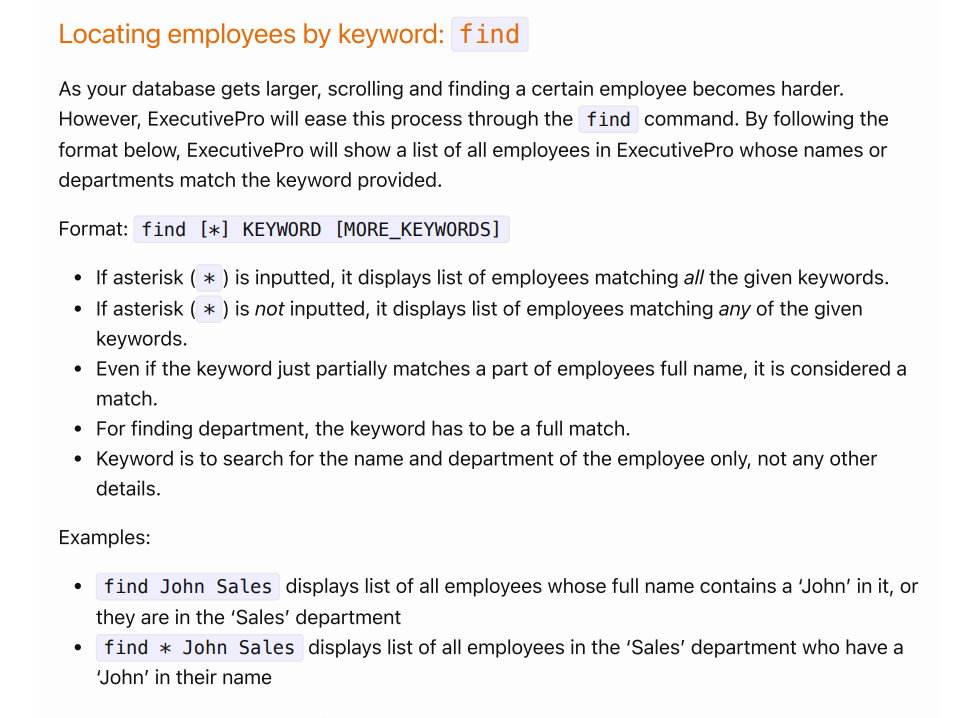 Locating employees by keyword: find
As your database gets larger, scrolling and finding a certain employee becomes harder.
However, ExecutivePro will ease this process through the find command. By following the
format below, ExecutivePro will show a list of all employees in ExecutivePro whose names or
departments match the keyword provided.
Format: find [*] KEYWORD [MORE_KEYWORDS]
• If asterisk ( * ) is inputted, it displays list of employees matching all the given keywords.
• If asterisk ( * ) is not inputted, it displays list of employees matching any of the given
keywords.
• Even if the keyword just partially matches a part of employees full name, it is considered a
match.
• For finding department, the keyword has to be a full match.
• Keyword is to search for the name and department of the employee only, not any other
details.
Examples:
• find John Sales displays list of all employees whose full name contains a ‘John’ in it, or
they are in the ‘Sales’ department
• find * John Sales displays list of all employees in the ‘Sales’ department who have a
‘John’ in their name